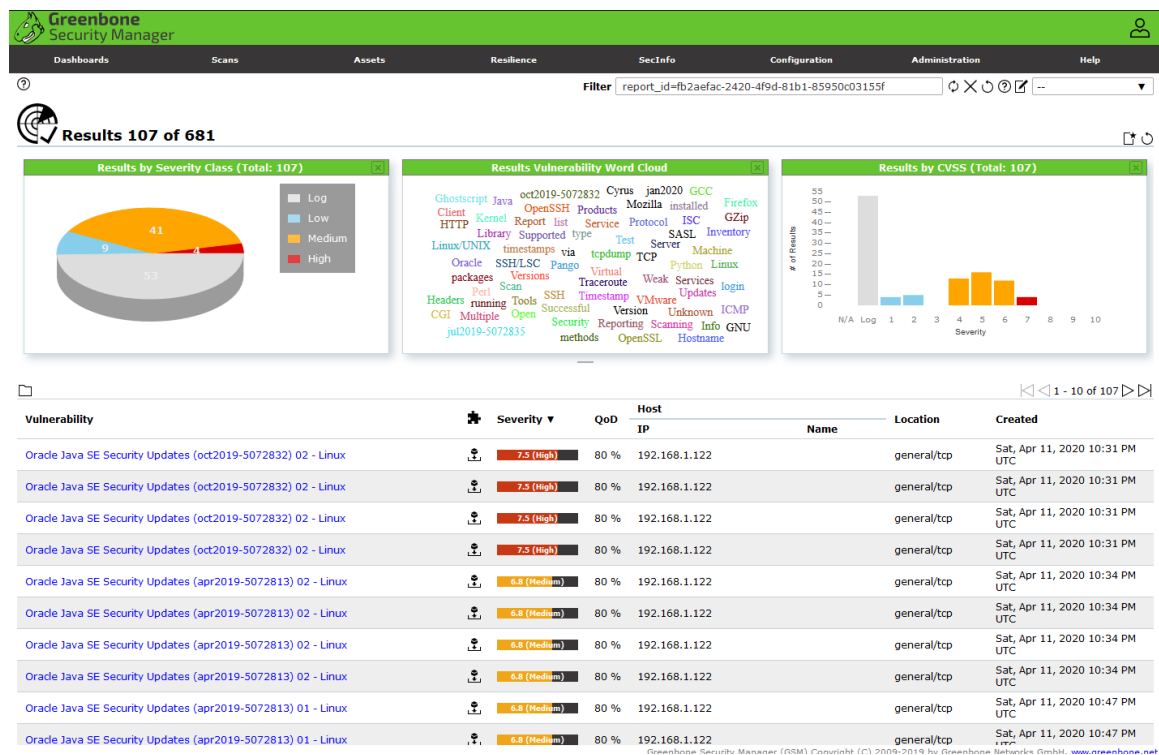 Greenbone
Security Manager
Dashboards Scans Assets Resilience SecInfo Configuration Administration Help
Filter report_id=fb2aefac-2420-4f9d-81b1-85950c03155f --
Results 107 of 681
Results by Severity Class (Total: 107)
41
9
4
53
Log
Low
Medium
High
Results Vulnerability Word Cloud
Ghostscript Java oct2019-5072832 Cyrus jan2020 GCC
Client OpenSSH Products Mozilla installed Firefox
HTTP Kernel Report list Service Protocol ISC GZip
Library Supported type Test SASL Inventory
Linux/UNIX timestamps via tcpdump TCP Server Machine
Oracle SSH/LSC Pango Virtual Python Linux
packages Versions Traceroute Weak Services login
Perl Scan SSH Timestamp VMware Updates
Headers running Tools Successful Version Unknown ICMP
CGI Multiple Open Security Reporting Scanning Info GNU
jul2019-5072835 methods OpenSSL Hostname
Results by CVSS (Total: 107)
# of Results
55
50
45
40
35
30
25
20
15
10
5
0
N/A Log 1 2 3 4 5 6 7 8 9 10
Severity
1 - 10 of 107
Vulnerability Severity ▼ QoD Host Location Created
IP Name
Oracle Java SE Security Updates (oct2019-5072832) 02 - Linux 7.5 (High) 80 % 192.168.1.122 general/tcp Sat, Apr 11, 2020 10:31 PM
UTC
Oracle Java SE Security Updates (oct2019-5072832) 02 - Linux 7.5 (High) 80 % 192.168.1.122 general/tcp Sat, Apr 11, 2020 10:31 PM
UTC
Oracle Java SE Security Updates (oct2019-5072832) 02 - Linux 7.5 (High) 80 % 192.168.1.122 general/tcp Sat, Apr 11, 2020 10:31 PM
UTC
Oracle Java SE Security Updates (oct2019-5072832) 02 - Linux 7.5 (High) 80 % 192.168.1.122 general/tcp Sat, Apr 11, 2020 10:31 PM
UTC
Oracle Java SE Security Updates (apr2019-5072813) 02 - Linux 6.8 (Medium) 80 % 192.168.1.122 general/tcp Sat, Apr 11, 2020 10:34 PM
UTC
Oracle Java SE Security Updates (apr2019-5072813) 02 - Linux 6.8 (Medium) 80 % 192.168.1.122 general/tcp Sat, Apr 11, 2020 10:34 PM
UTC
Oracle Java SE Security Updates (apr2019-5072813) 02 - Linux 6.8 (Medium) 80 % 192.168.1.122 general/tcp Sat, Apr 11, 2020 10:34 PM
UTC
Oracle Java SE Security Updates (apr2019-5072813) 02 - Linux 6.8 (Medium) 80 % 192.168.1.122 general/tcp Sat, Apr 11, 2020 10:34 PM
UTC
Oracle Java SE Security Updates (apr2019-5072813) 01 - Linux 6.8 (Medium) 80 % 192.168.1.122 general/tcp Sat, Apr 11, 2020 10:47 PM
UTC
Oracle Java SE Security Updates (apr2019-5072813) 01 - Linux 6.8 (Medium) 80 % 192.168.1.122 general/tcp Sat, Apr 11, 2020 10:47 PM
UTC
Greenbone Security Manager (GSM) Copyright (C) 2009-2019 by Greenbone Networks GmbH, www.greenbone.net